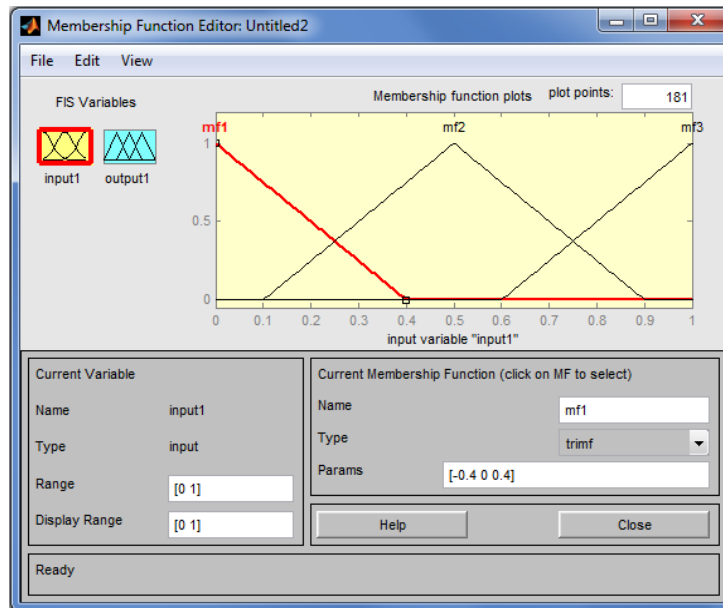 Membership Function Editor: Untitled2
File Edit View
FIS Variables
input1 output1
Membership function plots plot points: 181
mf1 mf2 mf3
1
0.5
0
0 0.1 0.2 0.3 0.4 0.5 0.6 0.7 0.8 0.9 1
input variable "input1"
Current Variable
Name input1
Type input
Range [0 1]
Display Range [0 1]
Current Membership Function (click on MF to select)
Name mf1
Type trimf
Params [-0.4 0 0.4]
Help Close
Ready